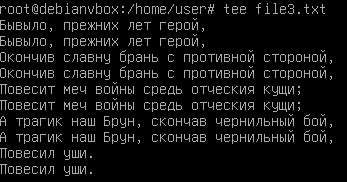 root@debianvbox:/home/user# tee file3.txt
Бывыло, прежних лет герой,
Бывыло, прежних лет герой,
Окончив славну брань с противной стороной,
Окончив славну брань с противной стороной,
Повесит меч войны средь отческия кущи;
Повесит меч войны средь отческия кущи;
А трагик наш Брун, скончав чернильный бой,
А трагик наш Брун, скончав чернильный бой,
Повесил уши.
Повесил уши.